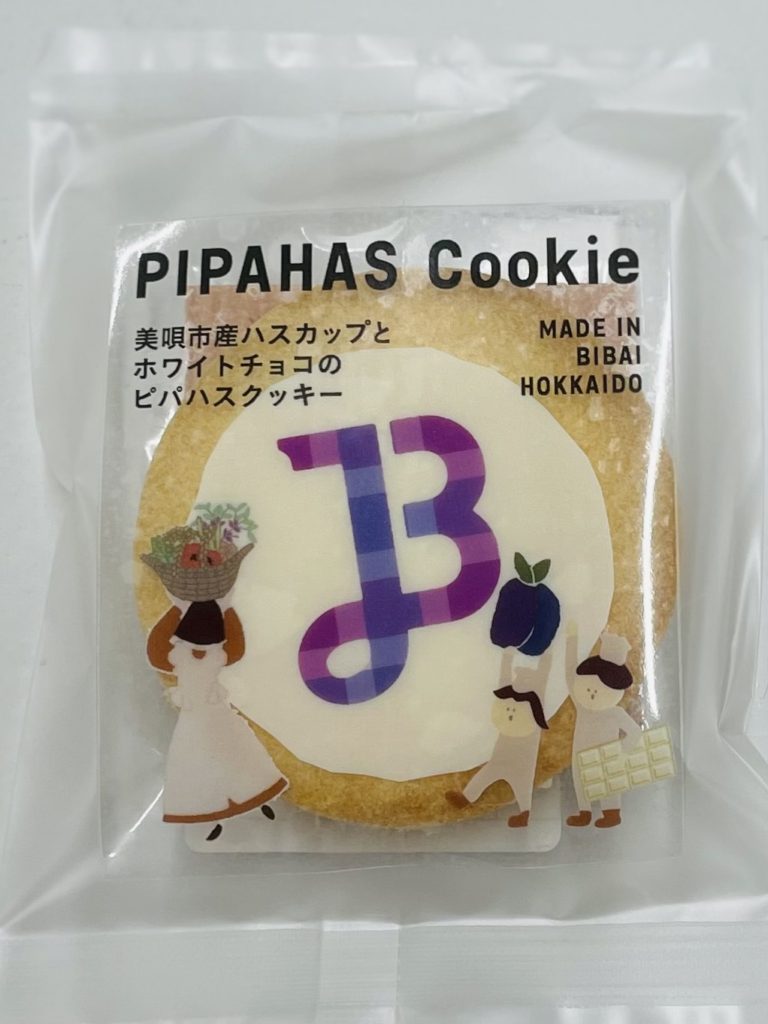 PIPAHAS Cookie
美唄市産ハスカップと
ホワイトチョコの
ピパハスクッキー
MADE IN
BIBAI
HOKKAIDO
B